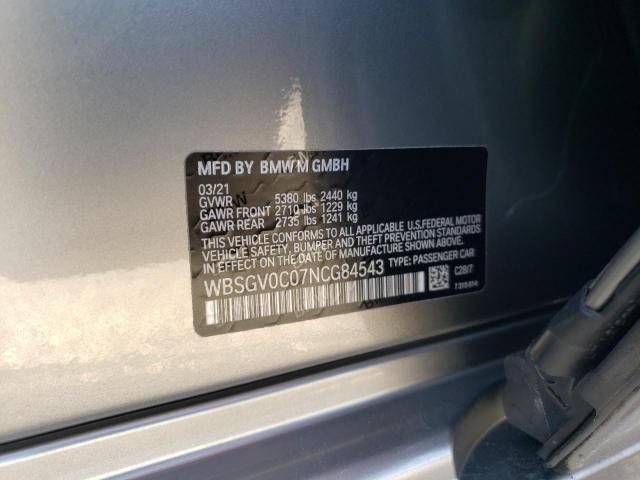 MFD BY BMW M GMBH
03/21
GVWR 5380 lbs 2440 kg
GAWR FRONT 2710 lbs 1229 kg
GAWR REAR 2735 lbs 1241 kg
THIS VEHICLE CONFORMS TO ALL APPLICABLE U.S.FEDERAL MOTOR
VEHICLE SAFETY, BUMPER AND THEFT PREVENTION STANDARDS IN
EFFECT ON THE DATE OF MANUFACTURE SHOWN ABOVE.
WBSGV0C07NCG84543 TYPE: PASSENGER CAR
C28/7